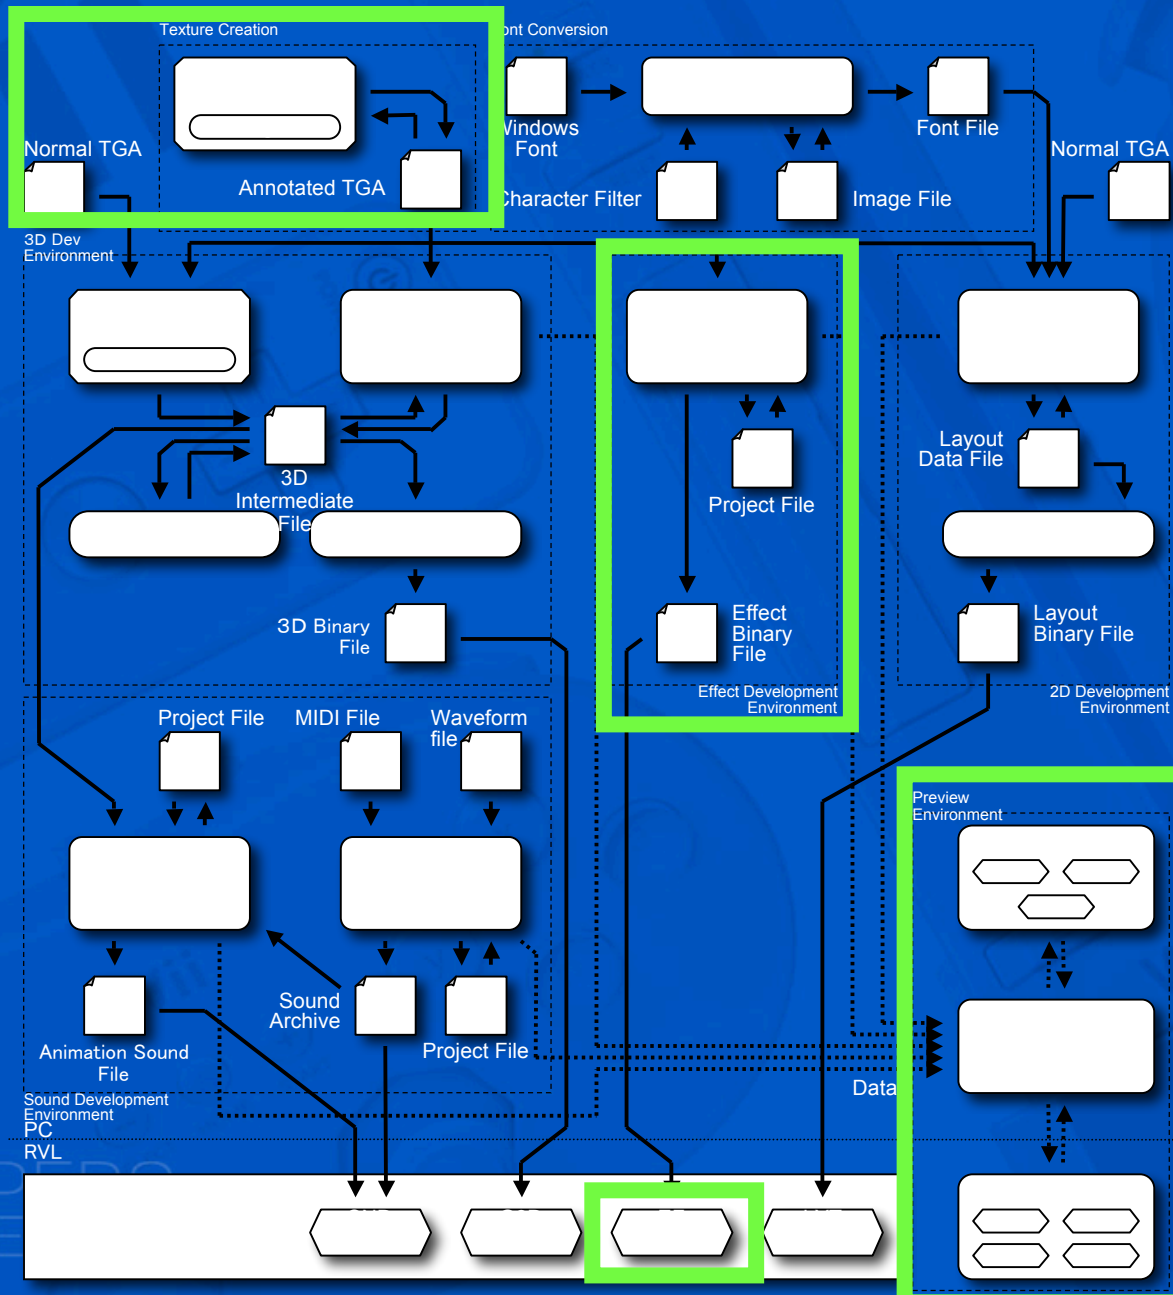 Texture Creation
ont Conversion
Normal TGA
Annotated TGA
Windows
Font
Character Filter
Image File
Font File
Normal TGA
3D Dev
Environment
3D
Intermediate
File
3D Binary
File
Project File
Effect
Binary
File
Effect Development
Environment
Layout
Data File
Layout
Binary File
2D Development
Environment
Project File
MIDI File
Waveform
file
Sound
Archive
Project File
Animation Sound
File
Sound Development
Environment
Preview
Environment
Data
PC
RVL